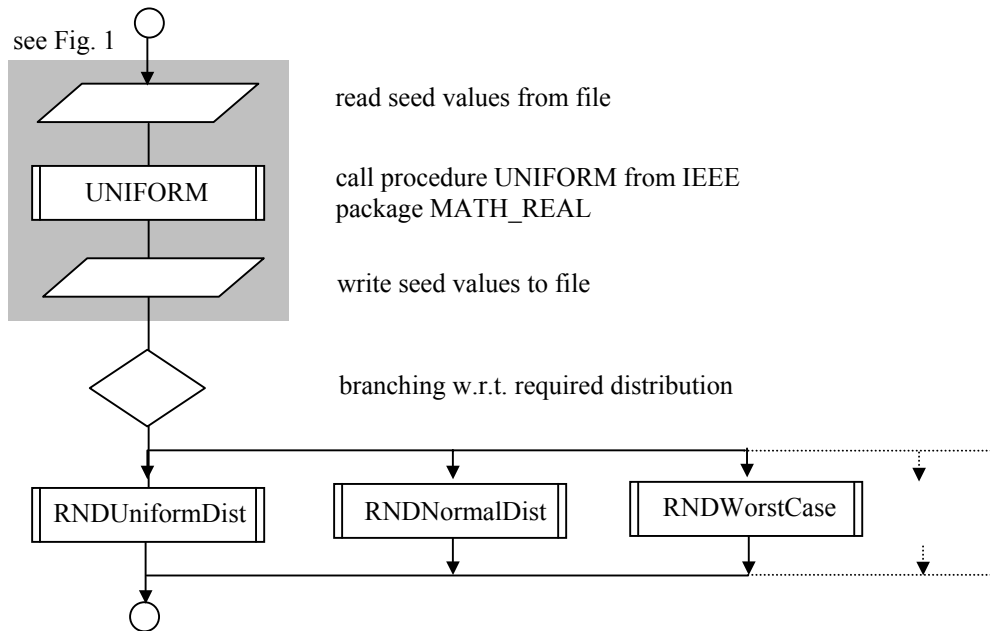 see Fig. 1
read seed values from file
UNIFORM
call procedure UNIFORM from IEEE
package MATH_REAL
write seed values to file
branching w.r.t. required distribution
RNDUniformDist
RNDNormalDist
RNDWorstCase